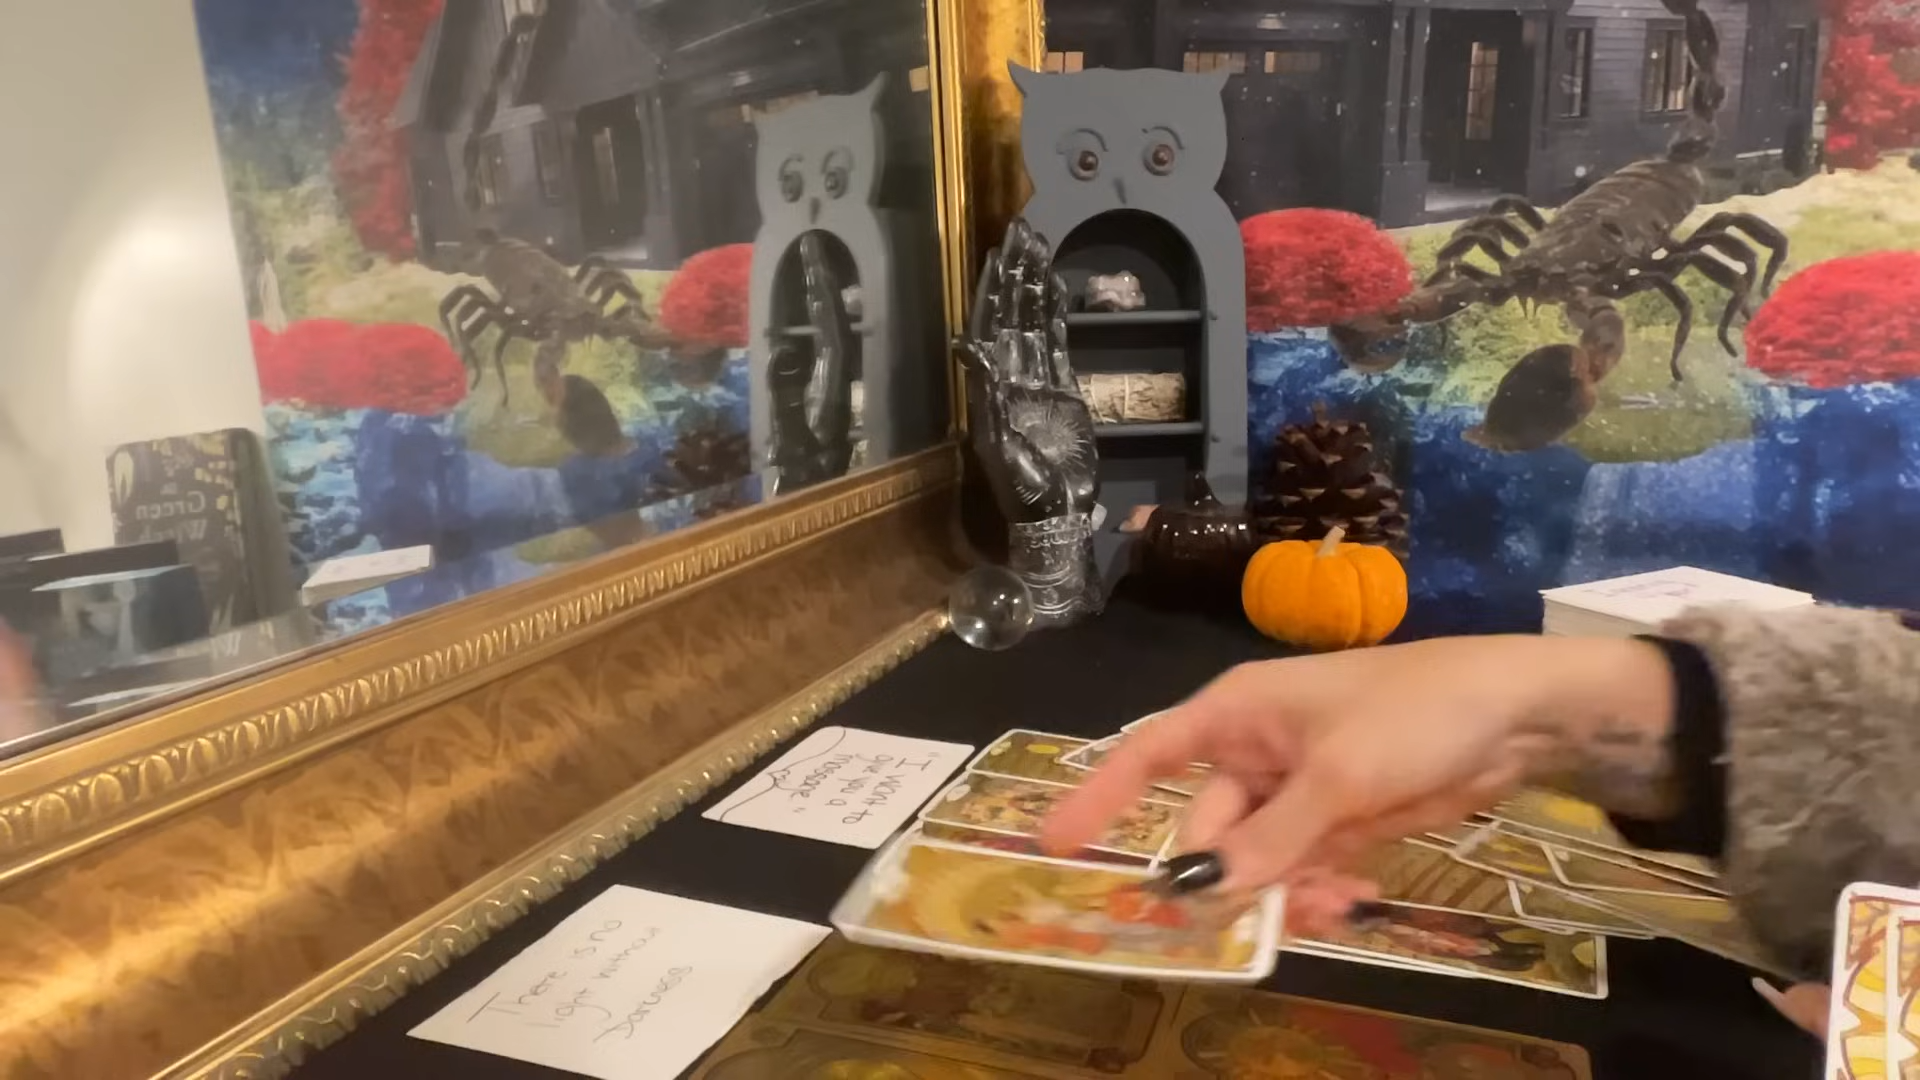 "I want to
give you a
message"
There is no
light without
Darkness
Green